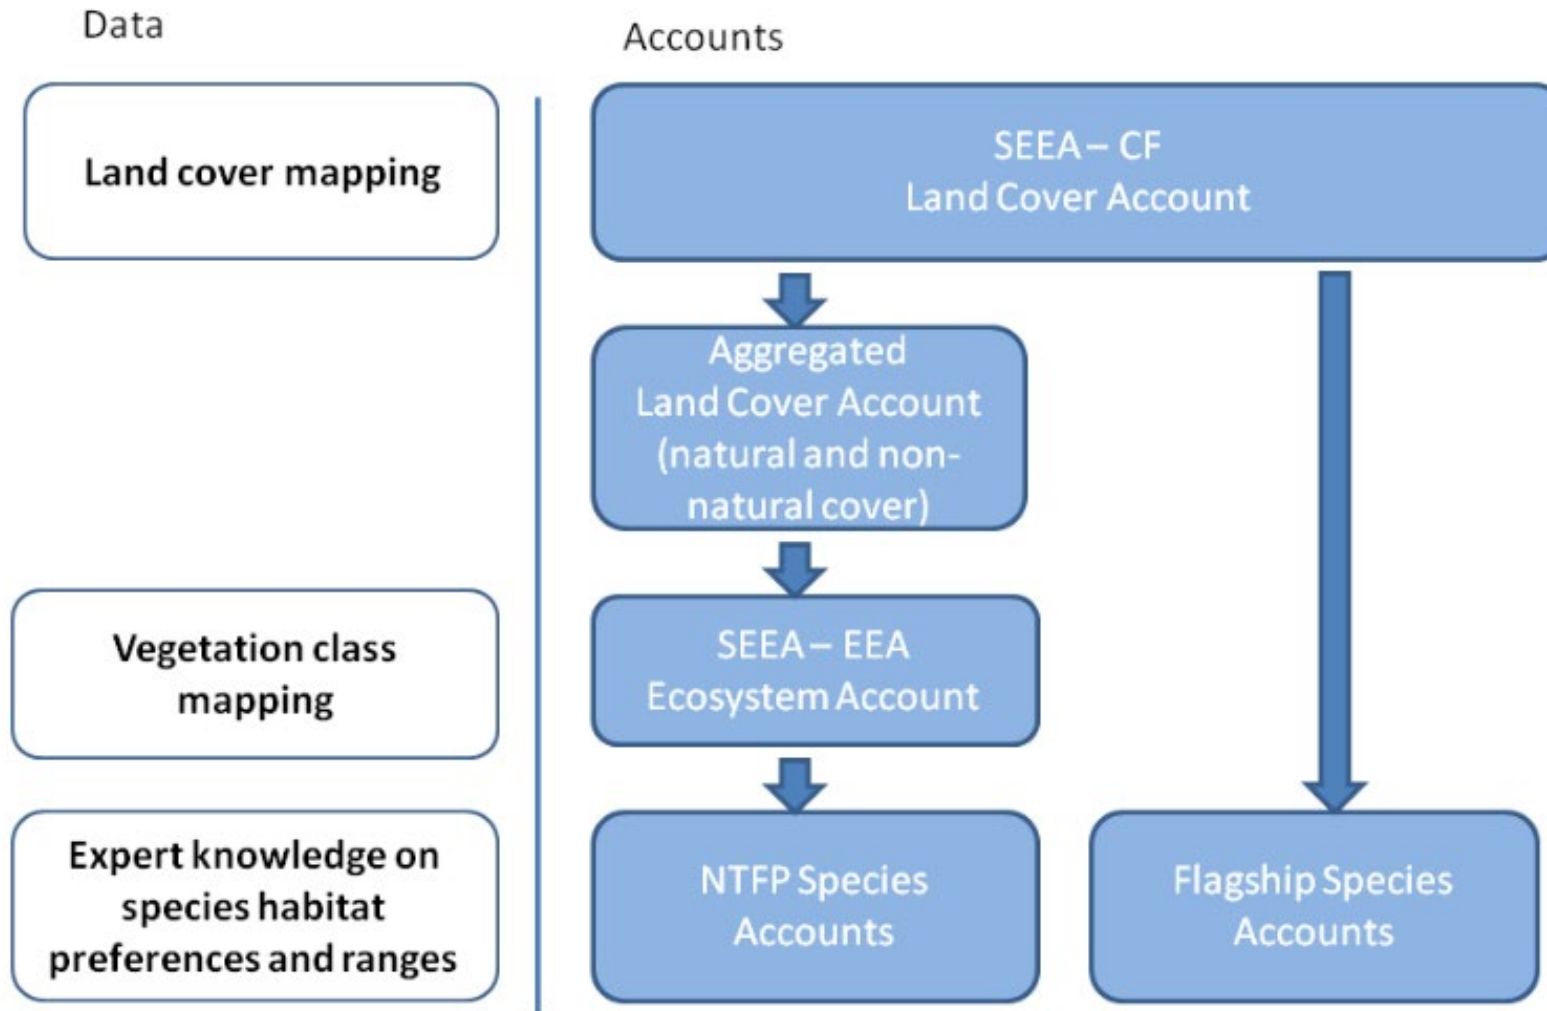 Data
Accounts
Land cover mapping
SEEA – CF
Land Cover Account
Aggregated
Land Cover Account
(natural and non-
natural cover)
Vegetation class
mapping
SEEA – EEA
Ecosystem Account
Expert knowledge on
species habitat
preferences and ranges
NTFP Species
Accounts
Flagship Species
Accounts